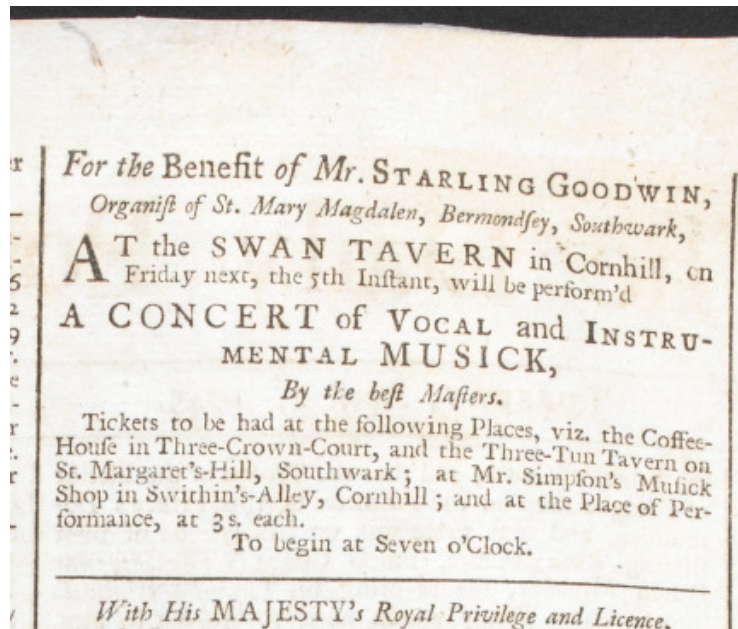 For the Benefit of Mr. STARLING GOODWIN,
Organiſt of St. Mary Magdalen, Bermondſey, Southwark,
AT the SWAN TAVERN in Cornhill, on
Friday next, the 5th Inſtant, will be perform'd
A CONCERT of VOCAL and INSTRU-
MENTAL MUSICK,
By the beſt Maſters.
Tickets to be had at the following Places, viz. the Coffee-
Houſe in Three-Crown-Court, and the Three-Tun Tavern on
St. Margaret's-Hill, Southwark; at Mr. Simpſon's Muſick
Shop in Swithin's-Alley, Cornhill; and at the Place of Per-
formance, at 3s. each.
To begin at Seven o'Clock.
With His MAJESTY's Royal Privilege and Licence.